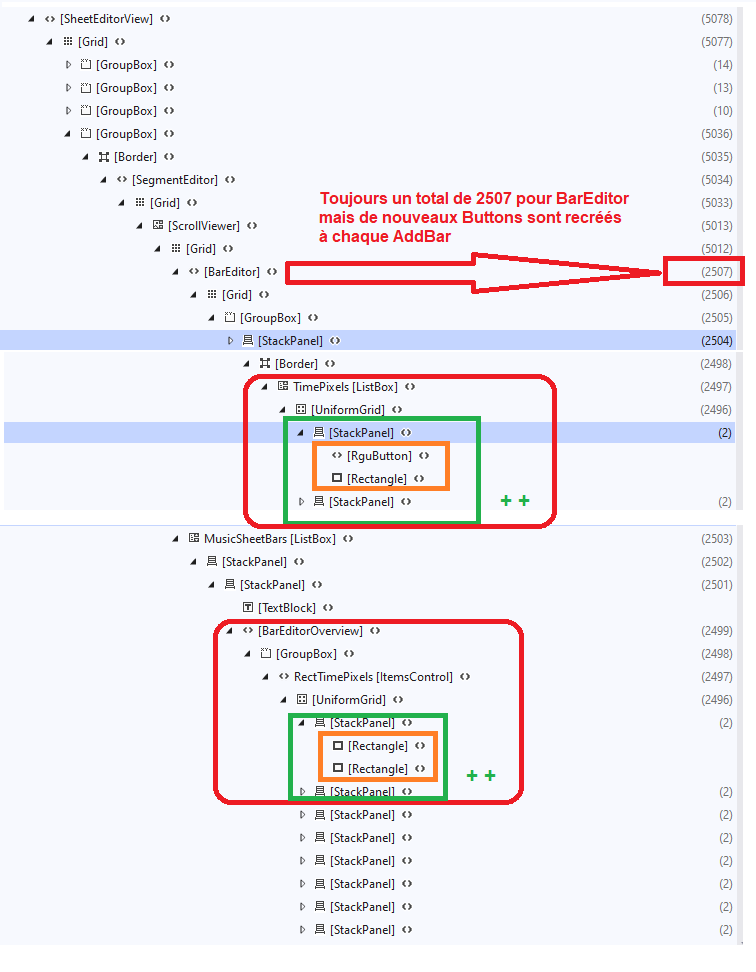 [SheetEditorView] (5078)
[Grid] (5077)
[GroupBox] (14)
[GroupBox] (13)
[GroupBox] (10)
[GroupBox] (5036)
[Border] (5035)
[SegmentEditor] (5034)
[Grid] (5033)
[ScrollViewer] (5013)
[Grid] (5012)
Toujours un total de 2507 pour BarEditor
mais de nouveaux Buttons sont recréés
à chaque AddBar
[BarEditor] (2507)
[Grid] (2506)
[GroupBox] (2505)
[StackPanel] (2504)
[Border] (2498)
TimePixels [ListBox] (2497)
[UniformGrid] (2496)
[StackPanel] (2)
[RguButton]
[Rectangle]
[StackPanel] ++ (2)
MusicSheetBars [ListBox] (2503)
[StackPanel] (2502)
[StackPanel] (2501)
[TextBlock]
[BarEditorOverview] (2499)
[GroupBox] (2498)
RectTimePixels [ItemsControl] (2497)
[UniformGrid] (2496)
[StackPanel] (2)
[Rectangle]
[Rectangle] ++
[StackPanel] (2)
[StackPanel] (2)
[StackPanel] (2)
[StackPanel] (2)
[StackPanel] (2)
[StackPanel] (2)
[StackPanel] (2)